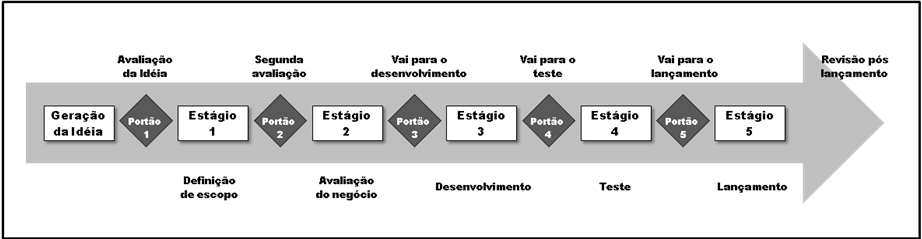 Avaliação
da Idéia
Segunda
avaliação
Vai para o
desenvolvimento
Vai para o
teste
Vai para o
lançamento
Revisão pós
lançamento
Geração
da Idéia
Portão
1
Estágio
1
Portão
2
Estágio
2
Portão
3
Estágio
3
Portão
4
Estágio
4
Portão
5
Estágio
5
Definição
de escopo
Avaliação
do negócio
Desenvolvimento
Teste
Lançamento